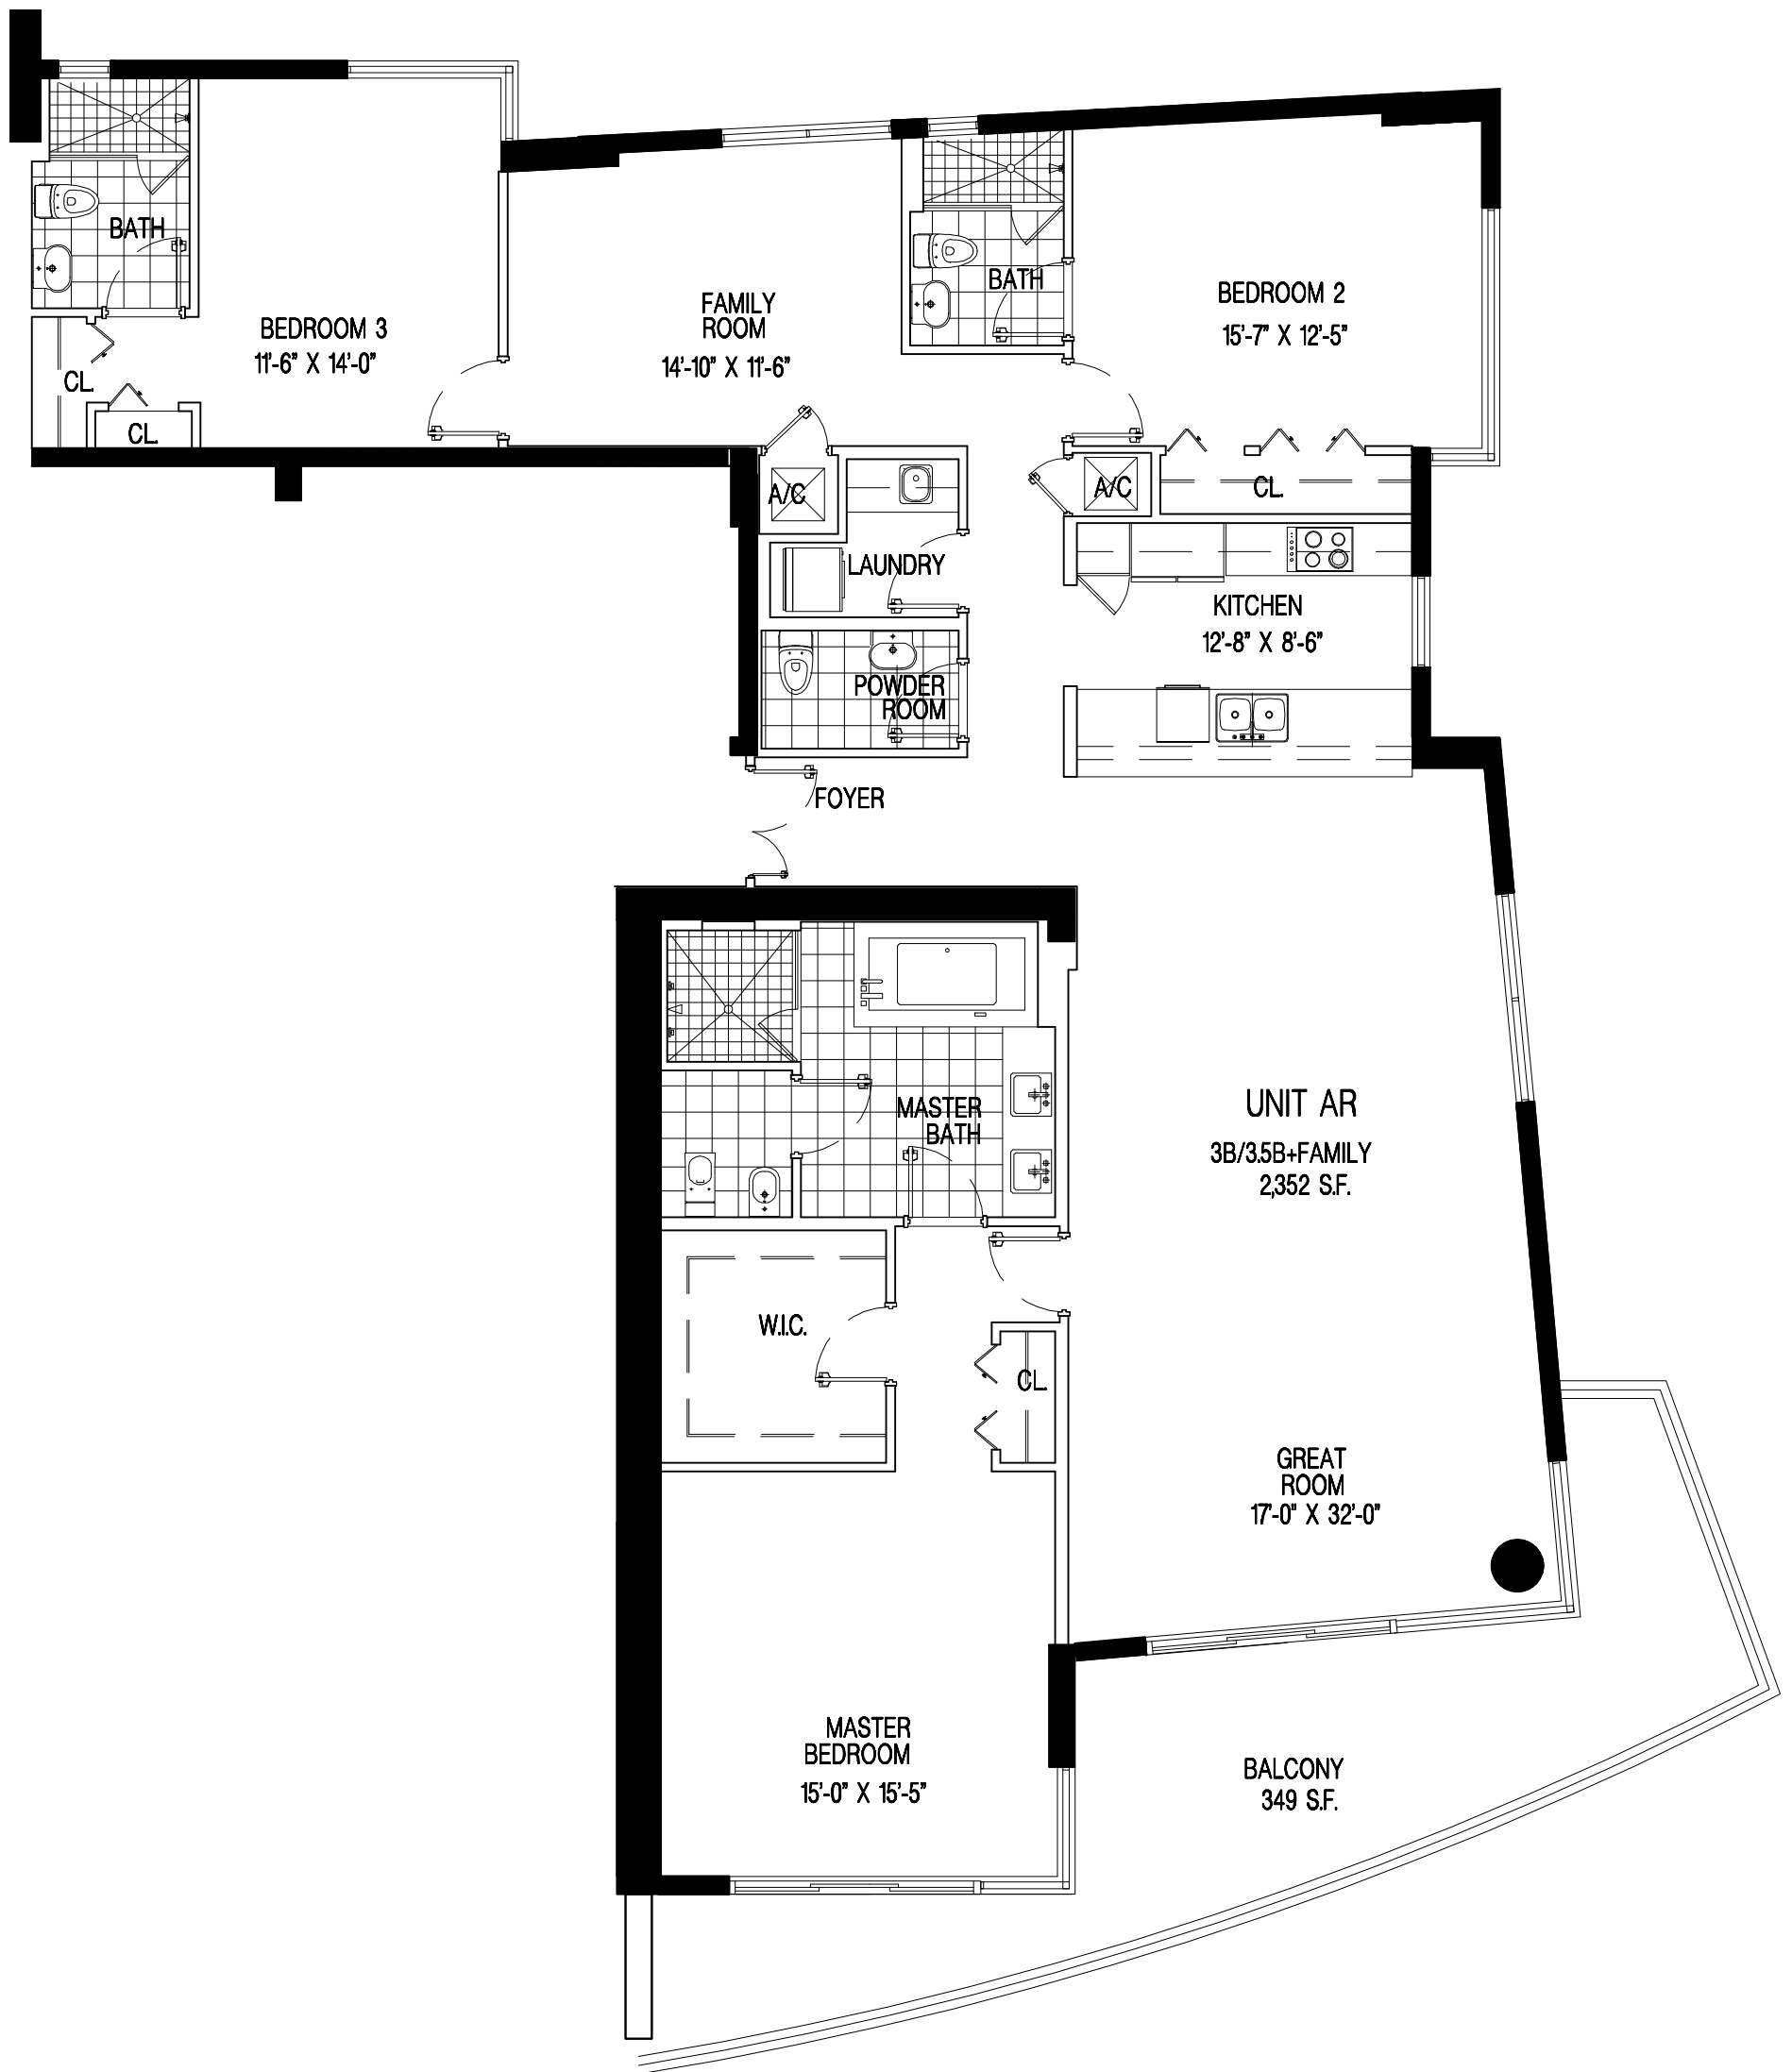 BATH
BEDROOM 3
11'-6" X 14'-0"
CL.
CL.
FAMILY
ROOM
14'-10" X 11'-6"
BATH
BEDROOM 2
15'-7" X 12'-5"
A/C
A/C
CL.
LAUNDRY
KITCHEN
12'-8" X 8'-6"
POWDER
ROOM
FOYER
MASTER
BATH
UNIT AR
3B/3.5B+FAMILY
2,352 S.F.
W.I.C.
CL.
GREAT
ROOM
17'-0" X 32'-0"
MASTER
BEDROOM
15'-0" X 15'-5"
BALCONY
349 S.F.